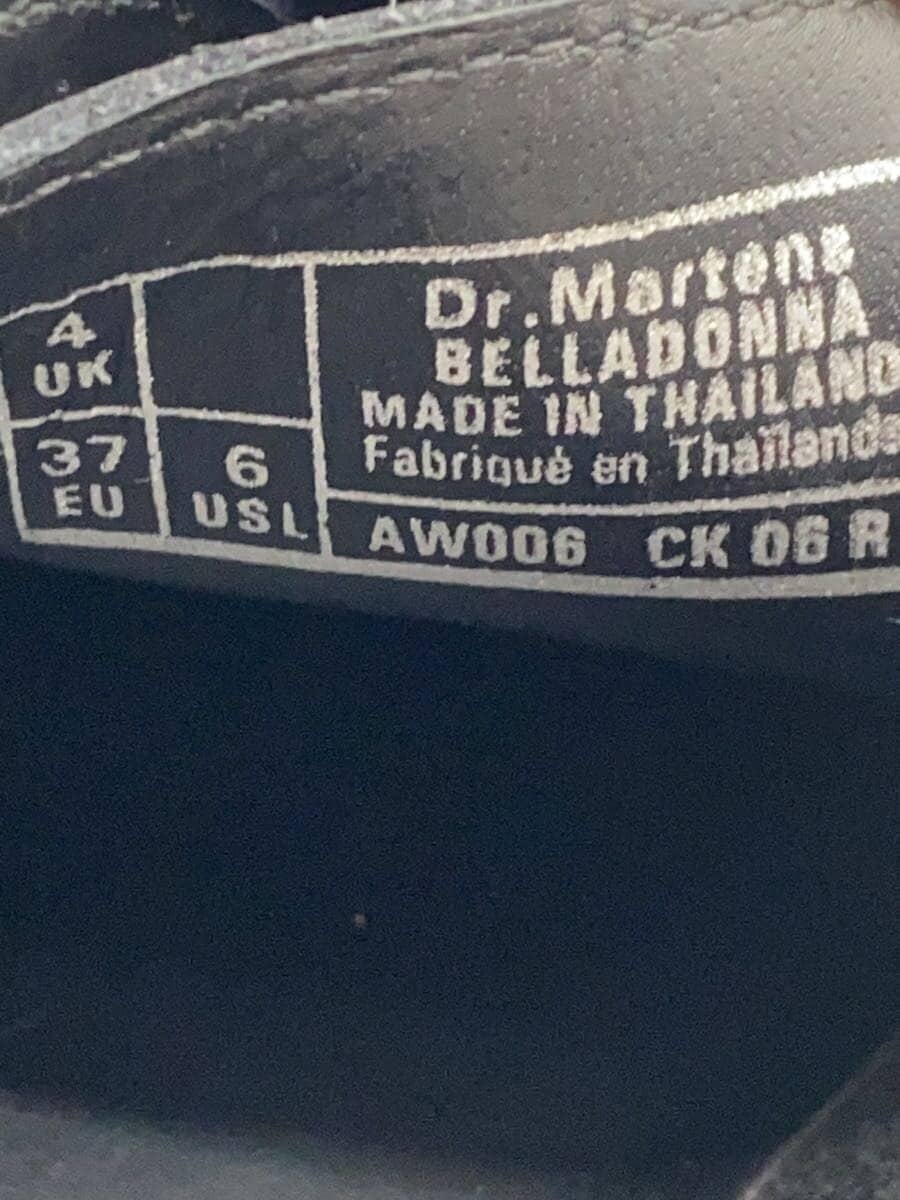 4
UK
37
EU
6
USL
Dr.Martens
BELLADONNA
MADE IN THAILAND
Fabriqué en Thaïlande
AW006 CK 06 R